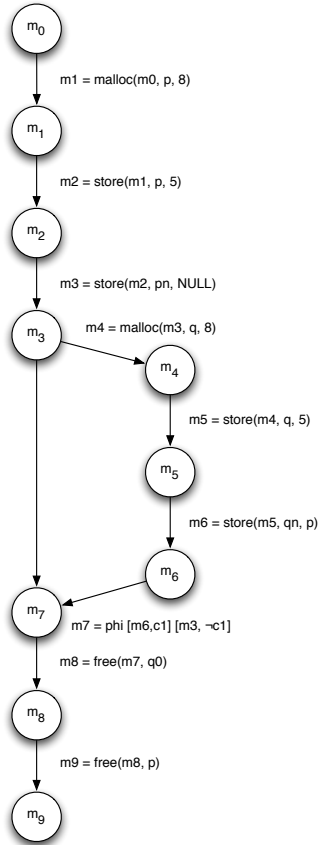 m0
m1 = malloc(m0, p, 8)
m1
m2 = store(m1, p, 5)
m2
m3 = store(m2, pn, NULL)
m3
m4 = malloc(m3, q, 8)
m4
m5 = store(m4, q, 5)
m5
m6 = store(m5, qn, p)
m6
m7
m7 = phi [m6,c1] [m3, ¬c1]
m8 = free(m7, q0)
m8
m9 = free(m8, p)
m9